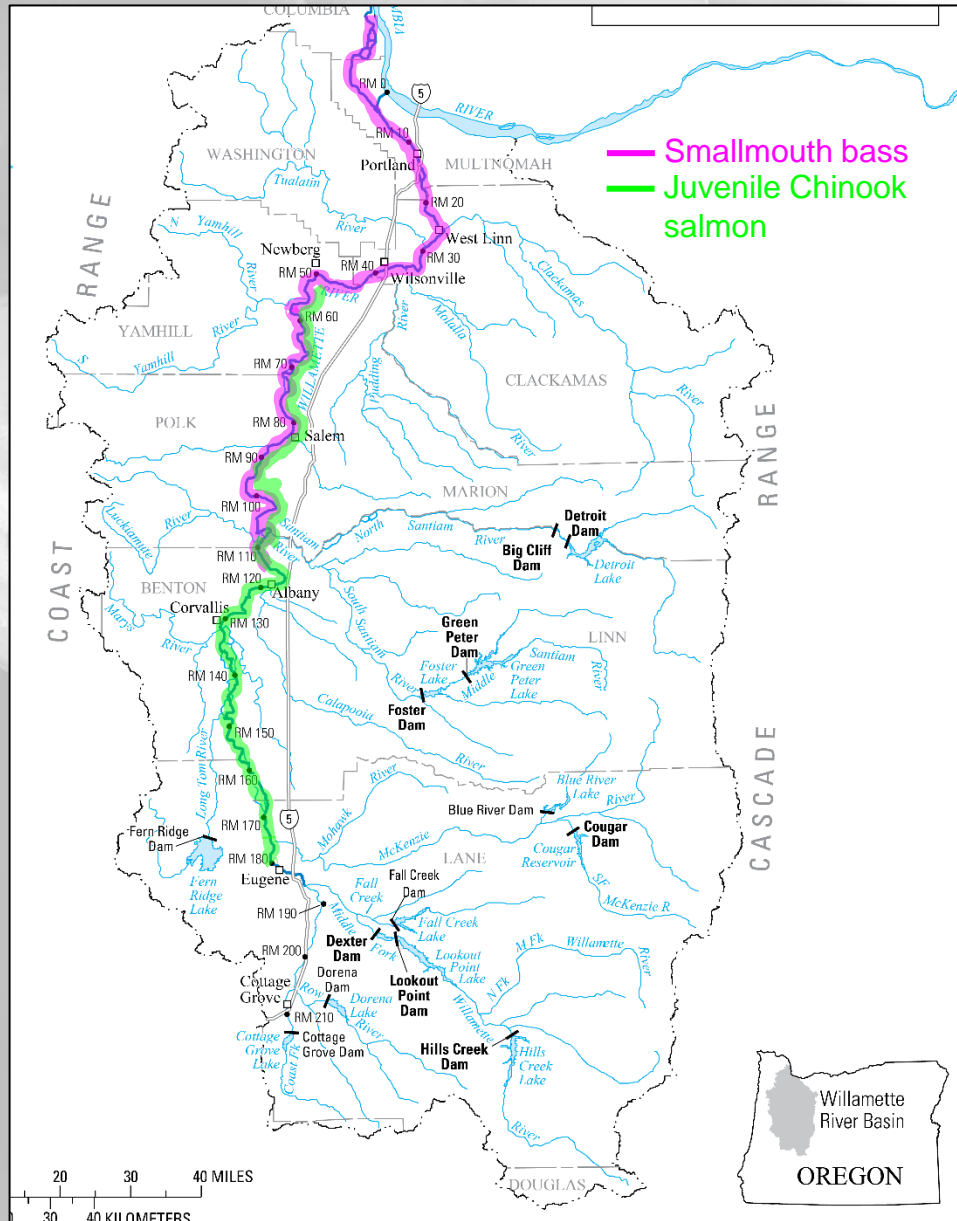 COLUMBIA
MBIA
RM 0
5
RIVER
RM 10
WASHINGTON
Portland
MULTNOMAH
Smallmouth bass
Juvenile Chinook
salmon
Tualatin
River
RM 20
RANGE
N
Yamhill
River
Newberg
West Linn
RM 30
RM 40
RM 50
Wilsonville
RIVER
Clackamas
River
RM 60
River
Molalla
YAMHILL
S
Yamhill
WILLAMETTE
Pudding
RM 70
CLACKAMAS
River
POLK
RM 80
Salem
River
RANGE
RM 90
MARION
RM 100
Luckiamute
River
Santiam
River
North
Santiam
River
Detroit
Dam
Big Cliff
Dam
Detroit
Lake
COAST
RM 110
BENTON
RM 120
Albany
Corvallis
RM 130
Marys
River
South
Santiam
River
Green
Peter
Dam
LINN
Santiam
River
Foster
Lake
Middle
Green
Peter
Lake
RM 140
Foster
Dam
Calapooia
River
RM 150
Long Tom River
RM 160
CASCADE
River
Blue River
Lake
River
Blue River Dam
RM 170
5
Mohawk
McKenzie
Cougar
Dam
Fern Ridge
Dam
Cougar
Reservoir
LANE
RM 180
Eugene
Fern
Ridge
Lake
Fall
Creek
Fall Creek
Dam
SF
McKenzie R
RM 190
Middle
Fork
Fall Creek
Lake
Dexter
Dam
Lookout
Point
Lake
M Fk
Willamette
River
RM 200
Lookout
Point
Dam
N Fk
Cottage
Grove
Dorena
Dam
Row
Dorena
Lake
River
Willamette
RM 210
Cottage
Grove
Lake
Cottage
Grove Dam
Coast Fk
Hills Creek
Dam
Hills
Creek
Lake
River
Willamette
River Basin
OREGON
DOUGLAS
20
40 MILES
30
40 KILOMETERS